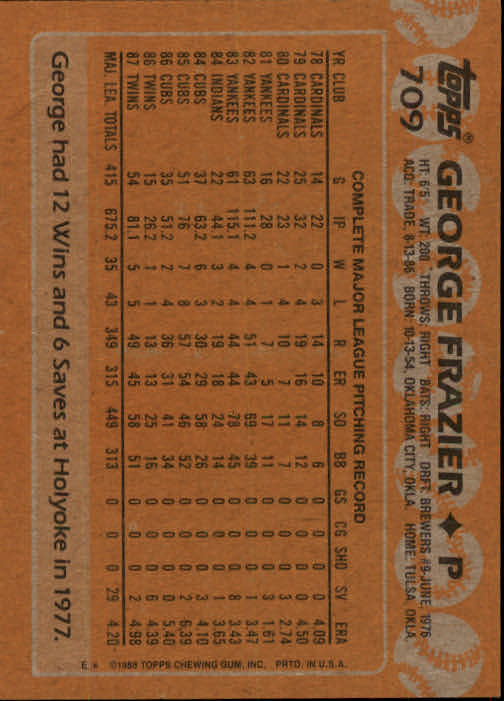 Topps®
709
GEORGE FRAZIER ♦ P
HT: 6'5 WT: 200 THROWS: RIGHT BATS: RIGHT DRFT: BREWERS #9-JUNE, 1976
ACQ: TRADE, 8-13-86 BORN: 10-13-54, OKLAHOMA CITY, OKLA. HOME: TULSA, OKLA.
COMPLETE MAJOR LEAGUE PITCHING RECORD
YR CLUB G IP W L R ER SO BB GS CG SHO SV ERA
78 CARDINALS 14 22 0 3 14 10 8 6 0 0 0 0 4.09
79 CARDINALS 25 32 2 4 19 16 14 12 0 0 0 0 4.50
80 CARDINALS 22 23 1 4 10 7 11 7 0 0 0 3 2.74
81 YANKEES 16 28 0 1 7 5 17 11 0 0 0 3 1.61
82 YANKEES 63 111.2 4 4 51 43 69 39 0 0 0 1 3.47
83 YANKEES 61 115.1 4 4 44 44 78 45 0 0 0 8 3.43
84 INDIANS 22 44.1 3 2 19 18 24 14 0 0 0 1 3.65
84 CUBS 37 63.2 6 3 30 29 58 26 0 0 0 3 4.10
85 CUBS 51 76 7 8 57 54 46 52 0 0 0 2 6.39
86 CUBS 35 51.2 2 4 36 31 41 34 0 0 0 0 5.40
86 TWINS 15 26.2 1 1 13 13 25 16 0 0 0 6 4.39
87 TWINS 54 81.1 5 5 49 45 58 51 0 0 0 2 4.98
MAJ. LEA. TOTALS 415 675.2 35 43 349 315 449 313 0 0 0 29 4.20
E * ©1988 TOPPS CHEWING GUM, INC. PRTD. IN U.S.A.
George had 12 Wins and 6 Saves at Holyoke in 1977.